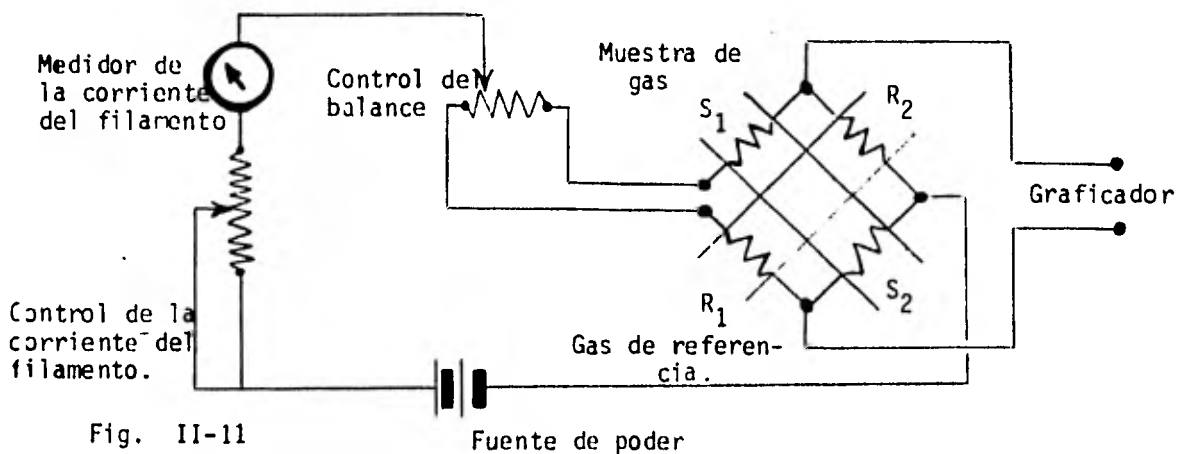 Medidor de
la corriente
del filamento
Control del
balance
Muestra de
gas
S1
R2
Graficador
R1
S2
Control de la
corriente del
filamento.
Gas de referen-
cia.
Fig. II-11
Fuente de poder